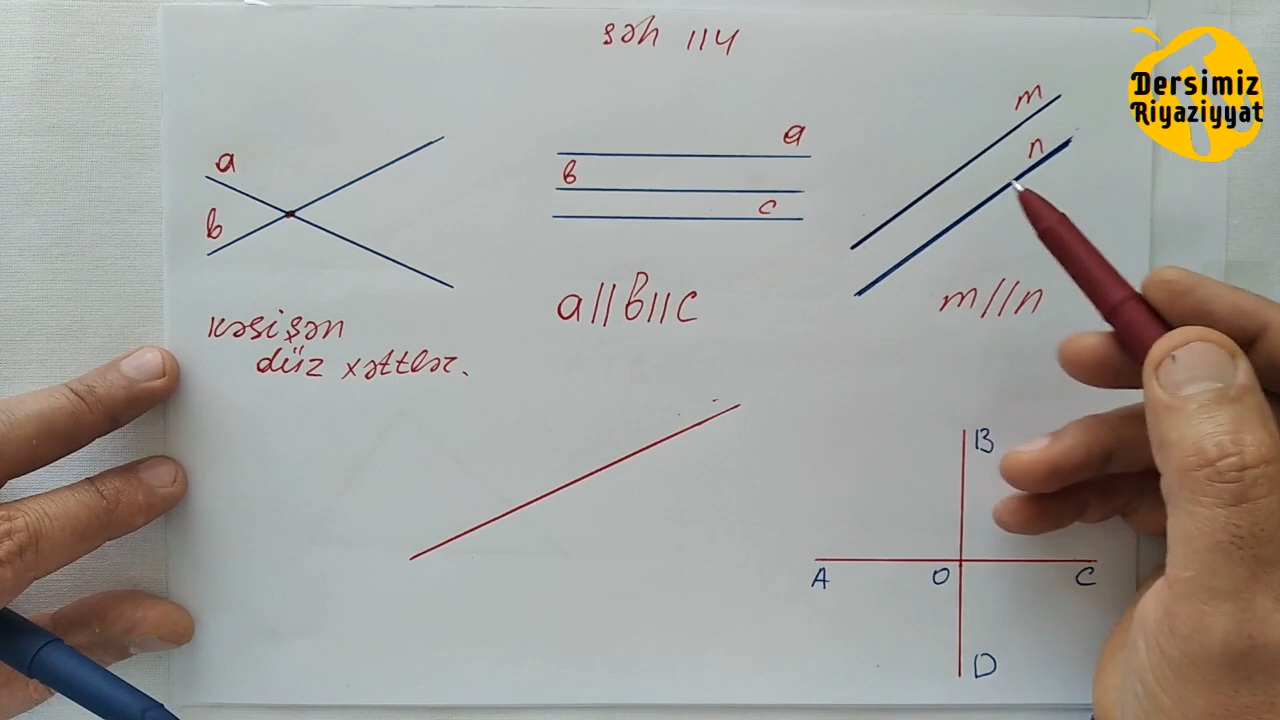 səh 114
Dersimiz
Riyaziyyat
a
b
kəsişən
düz xəttlər.
a
b
c
a||b||c
m
n
m//n
B
A
O
C
D